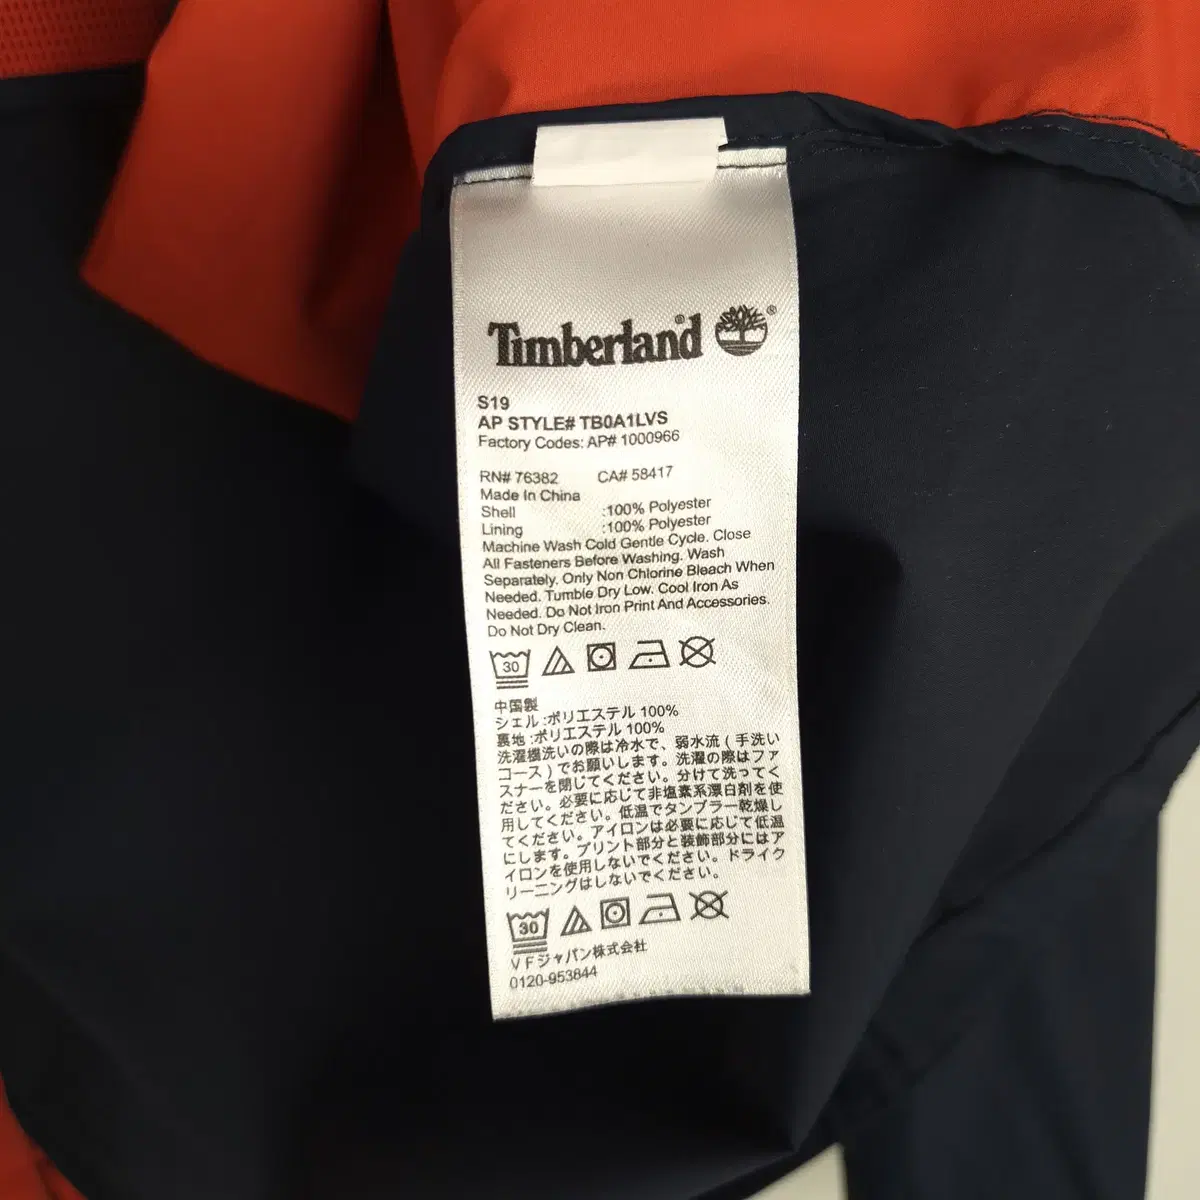 Timberland® ®
S19
AP STYLE# TB0A1LVS
Factory Codes: AP# 1000966
RN# 76382 CA# 58417
Made In China
Shell :100% Polyester
Lining :100% Polyester
Machine Wash Cold Gentle Cycle. Close
All Fasteners Before Washing. Wash
Separately. Only Non Chlorine Bleach When
Needed. Tumble Dry Low. Cool Iron As
Needed. Do Not Iron Print And Accessories.
Do Not Dry Clean.
30
中国製
シェル :ポリエステル 100%
裏地 :ポリエステル 100%
洗濯機洗いの際は冷水で、弱水流 ( 手洗い
コース ) でお願いします。洗濯の際はファ
スナーを閉じてください。分けて洗ってく
ださい。必要に応じて非塩素系漂白剤を使
用してください。低温でタンブラー乾燥し
てください。アイロンは必要に応じて低温
にします。プリント部分と装飾部分にはア
イロンを使用しないでください。ドライク
リーニングはしないでください。
30
VFジャパン株式会社
0120-953844